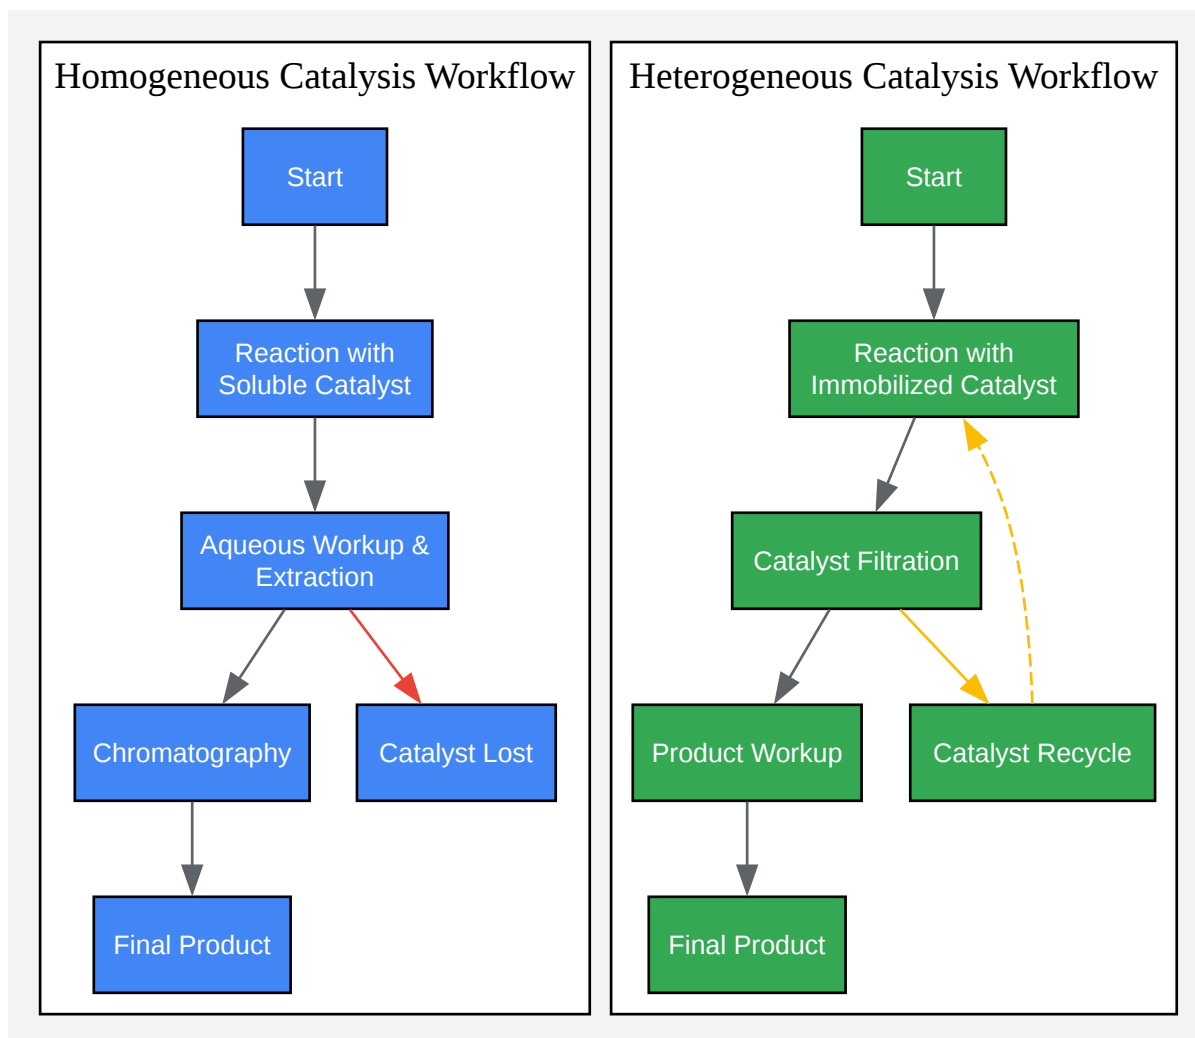 Homogeneous Catalysis Workflow
Start
Reaction with
Soluble Catalyst
Aqueous Workup &
Extraction
Chromatography
Catalyst Lost
Final Product
Heterogeneous Catalysis Workflow
Start
Reaction with
Immobilized Catalyst
Catalyst Filtration
Product Workup
Catalyst Recycle
Final Product